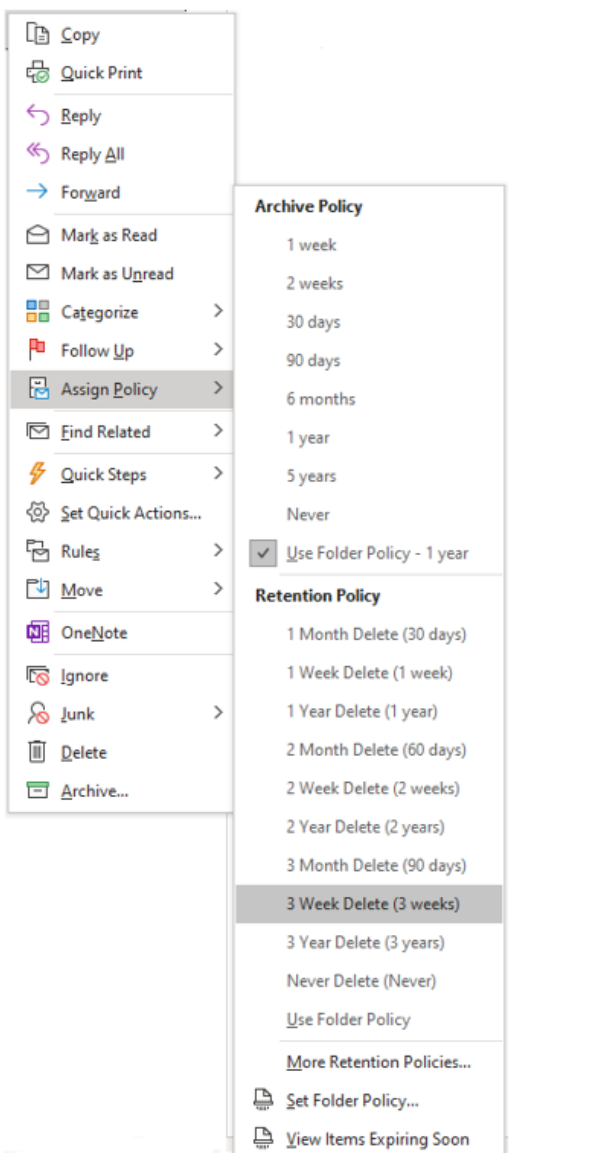 Copy
Quick Print
Reply
Reply All
Forward
Mark as Read
Mark as Unread
Categorize
Follow Up
Assign Policy
Find Related
Quick Steps
Set Quick Actions...
Rules
Move
OneNote
Ignore
Junk
Delete
Archive...
Archive Policy
1 week
2 weeks
30 days
90 days
6 months
1 year
5 years
Never
Use Folder Policy - 1 year
Retention Policy
1 Month Delete (30 days)
1 Week Delete (1 week)
1 Year Delete (1 year)
2 Month Delete (60 days)
2 Week Delete (2 weeks)
2 Year Delete (2 years)
3 Month Delete (90 days)
3 Week Delete (3 weeks)
3 Year Delete (3 years)
Never Delete (Never)
Use Folder Policy
More Retention Policies...
Set Folder Policy...
View Items Expiring Soon